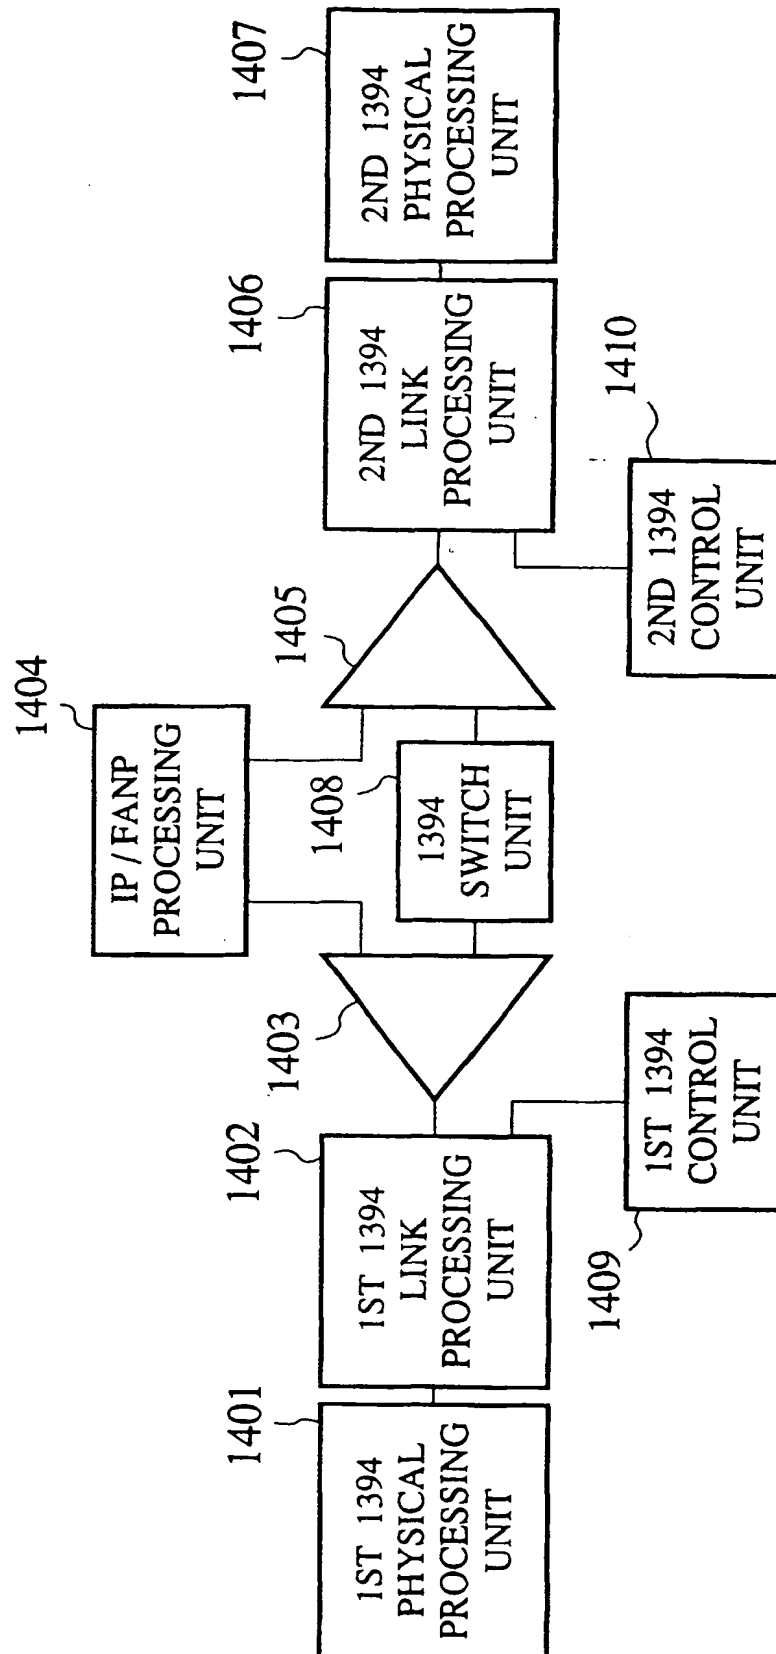 1401
1ST 1394
PHYSICAL
PROCESSING
UNIT
1402
1ST 1394
LINK
PROCESSING
UNIT
1403
1404
IP / FANP
PROCESSING
UNIT
1405
1406
2ND 1394
LINK
PROCESSING
UNIT
1407
2ND 1394
PHYSICAL
PROCESSING
UNIT
1408
1394
SWITCH
UNIT
1409
1ST 1394
CONTROL
UNIT
1410
2ND 1394
CONTROL
UNIT